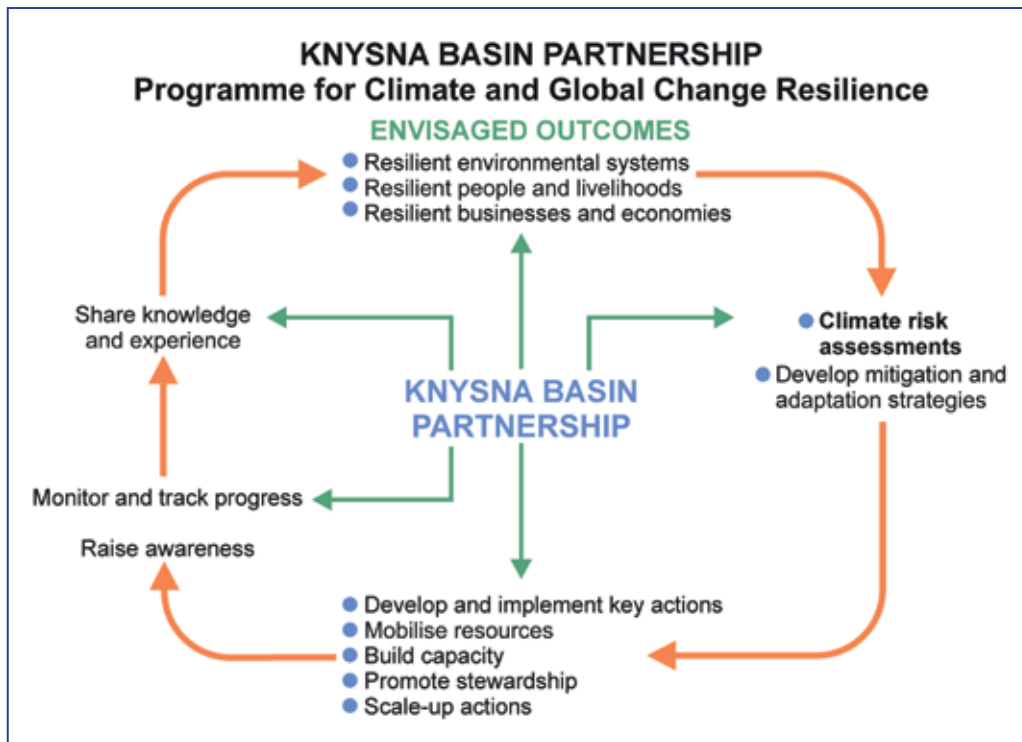 KNYSNA BASIN PARTNERSHIP
Programme for Climate and Global Change Resilience
ENVISAGED OUTCOMES
Resilient environmental systems
Resilient people and livelihoods
Resilient businesses and economies
Share knowledge
and experience
Climate risk
assessments
Develop mitigation and
adaptation strategies
KNYSNA BASIN
PARTNERSHIP
Monitor and track progress
Raise awareness
Develop and implement key actions
Mobilise resources
Build capacity
Promote stewardship
Scale-up actions